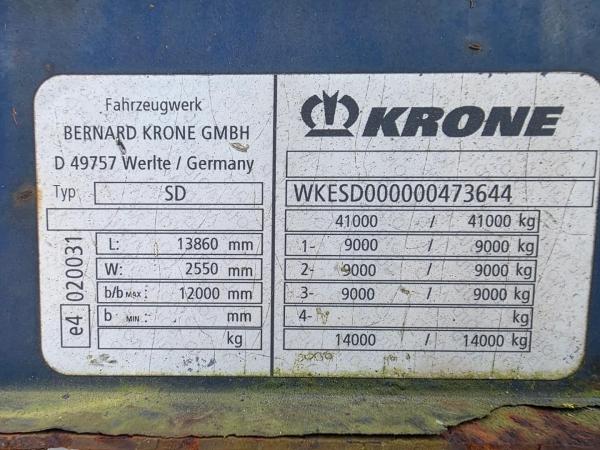 Fahrzeugwerk
BERNARD KRONE GMBH
D 49757 Werlte / Germany
Typ SD
e4 020031
L: 13860 mm
W: 2550 mm
b/b MAX: 12000 mm
b MIN: mm
kg
KRONE
WKESD000000473644
41000 / 41000 kg
1- 9000 / 9000 kg
2- 9000 / 9000 kg
3- 9000 / 9000 kg
4- / kg
14000 / 14000 kg